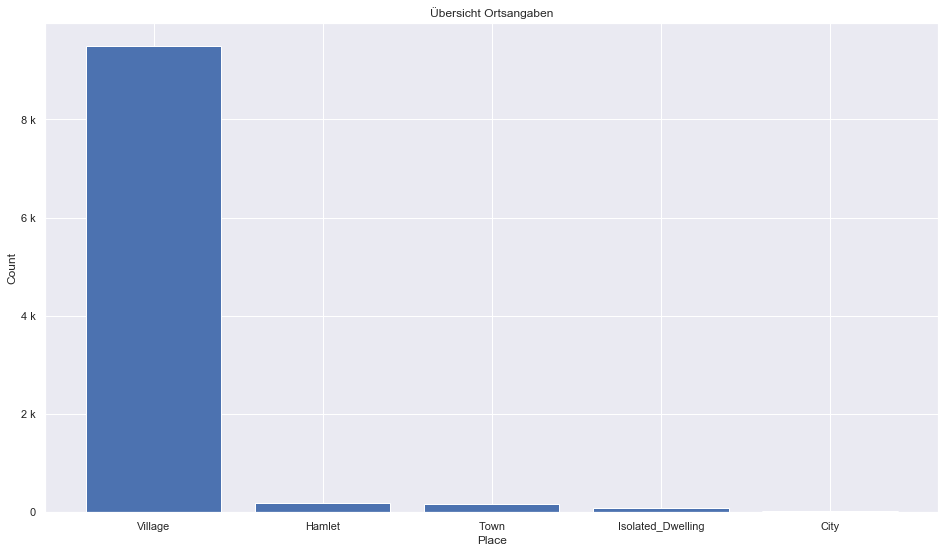 Übersicht Ortsangaben
8 k
6 k
4 k
2 k
0
Count
Village Hamlet Town Isolated_Dwelling City
Place